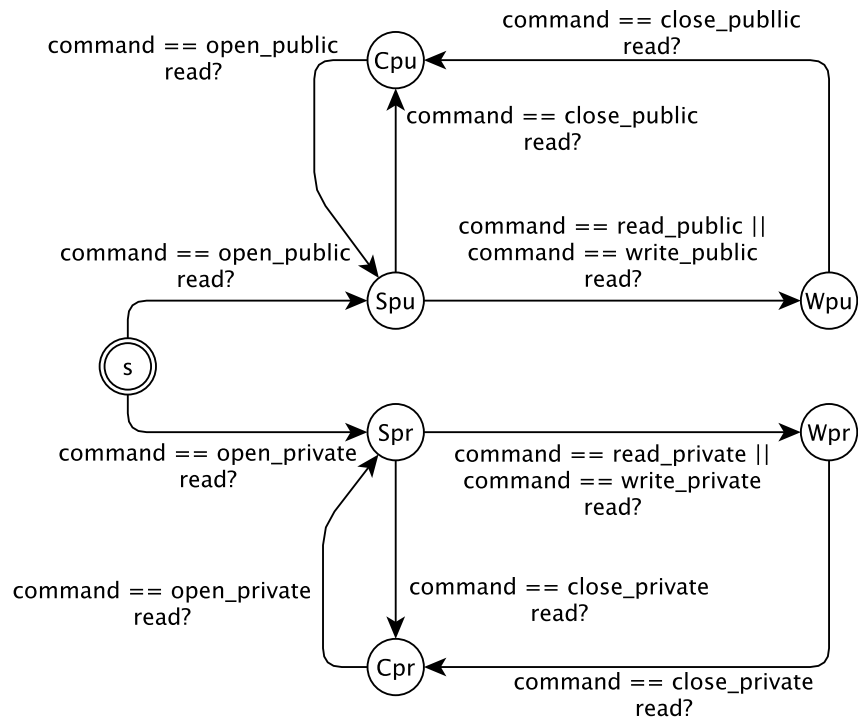 command == close_publlic
read?
command == open_public
read?
Cpu
command == close_public
read?
command == read_public ||
command == write_public
read?
command == open_public
read?
Spu
Wpu
s
Spr
Wpr
command == open_private
read?
command == read_private ||
command == write_private
read?
command == open_private
read?
command == close_private
read?
Cpr
command == close_private
read?